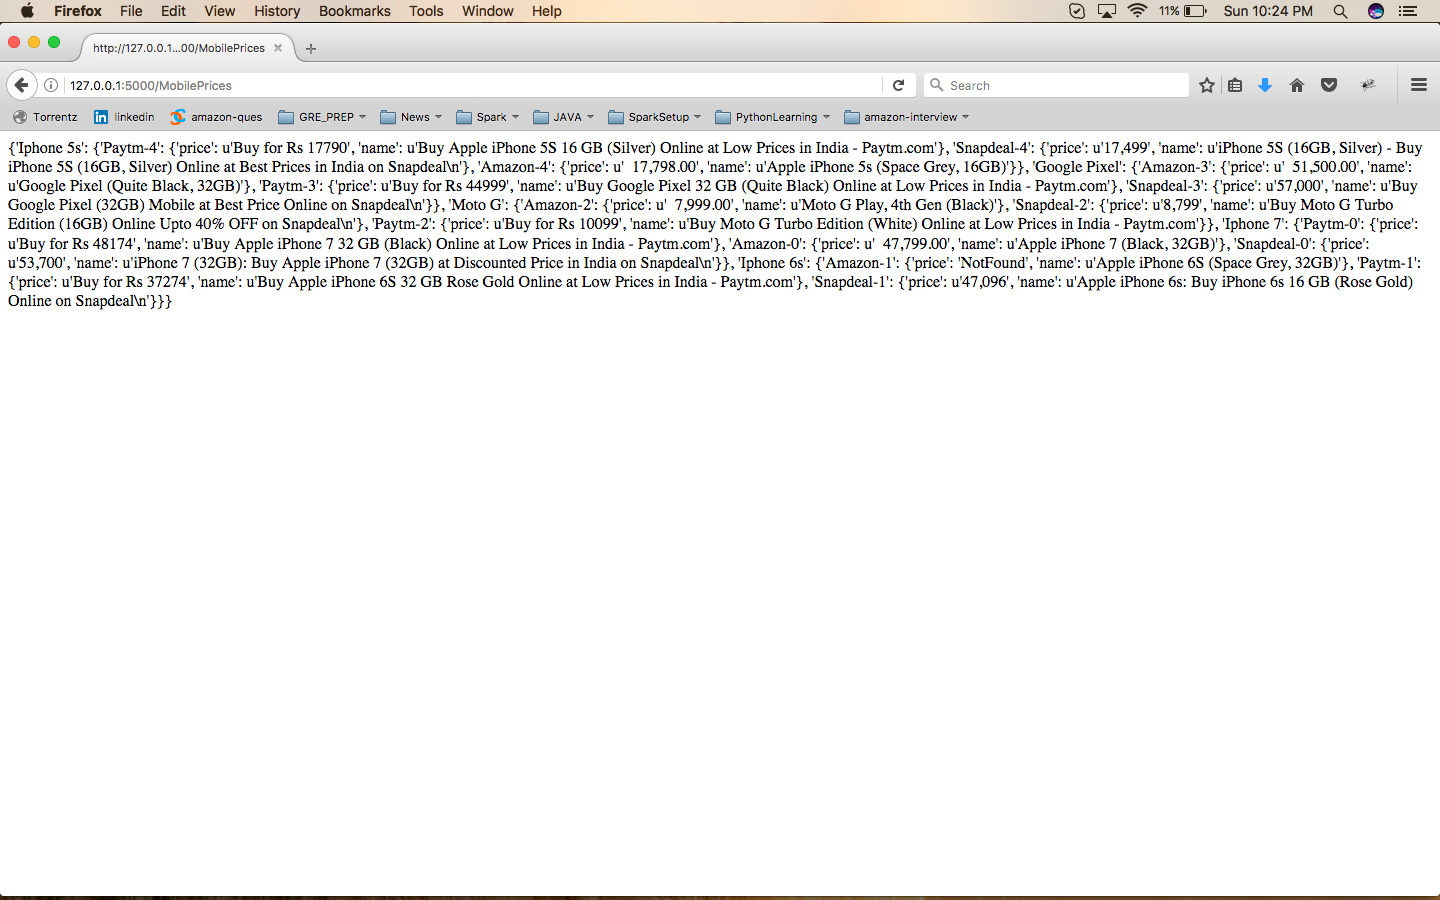 Firefox File Edit View History Bookmarks Tools Window Help 11% Sun 10:24 PM
http://127.0.0.1...00/MobilePrices
127.0.0.1:5000/MobilePrices Search
Torrentz linkedin amazon-ques GRE_PREP News Spark JAVA SparkSetup PythonLearning amazon-interview
{'Iphone 5s': {'Paytm-4': {'price': u'Buy for Rs 17790', 'name': u'Buy Apple iPhone 5S 16 GB (Silver) Online at Low Prices in India - Paytm.com'}, 'Snapdeal-4': {'price': u'17,499', 'name': u'iPhone 5S (16GB, Silver) - Buy
iPhone 5S (16GB, Silver) Online at Best Prices in India on Snapdeal\n'}, 'Amazon-4': {'price': u'  17,798.00', 'name': u'Apple iPhone 5s (Space Grey, 16GB)'}}, 'Google Pixel': {'Amazon-3': {'price': u'  51,500.00', 'name':
u'Google Pixel (Quite Black, 32GB)'}, 'Paytm-3': {'price': u'Buy for Rs 44999', 'name': u'Buy Google Pixel 32 GB (Quite Black) Online at Low Prices in India - Paytm.com'}, 'Snapdeal-3': {'price': u'57,000', 'name': u'Buy
Google Pixel (32GB) Mobile at Best Price Online on Snapdeal\n'}}, 'Moto G': {'Amazon-2': {'price': u'  7,999.00', 'name': u'Moto G Play, 4th Gen (Black)'}, 'Snapdeal-2': {'price': u'8,799', 'name': u'Buy Moto G Turbo
Edition (16GB) Online Upto 40% OFF on Snapdeal\n'}, 'Paytm-2': {'price': u'Buy for Rs 10099', 'name': u'Buy Moto G Turbo Edition (White) Online at Low Prices in India - Paytm.com'}}, 'Iphone 7': {'Paytm-0': {'price':
u'Buy for Rs 48174', 'name': u'Buy Apple iPhone 7 32 GB (Black) Online at Low Prices in India - Paytm.com'}, 'Amazon-0': {'price': u'  47,799.00', 'name': u'Apple iPhone 7 (Black, 32GB)'}, 'Snapdeal-0': {'price':
u'53,700', 'name': u'iPhone 7 (32GB): Buy Apple iPhone 7 (32GB) at Discounted Price in India on Snapdeal\n'}}, 'Iphone 6s': {'Amazon-1': {'price': 'NotFound', 'name': u'Apple iPhone 6S (Space Grey, 32GB)'}, 'Paytm-1':
{'price': u'Buy for Rs 37274', 'name': u'Buy Apple iPhone 6S 32 GB Rose Gold Online at Low Prices in India - Paytm.com'}, 'Snapdeal-1': {'price': u'47,096', 'name': u'Apple iPhone 6s: Buy iPhone 6s 16 GB (Rose Gold)
Online on Snapdeal\n'}}}